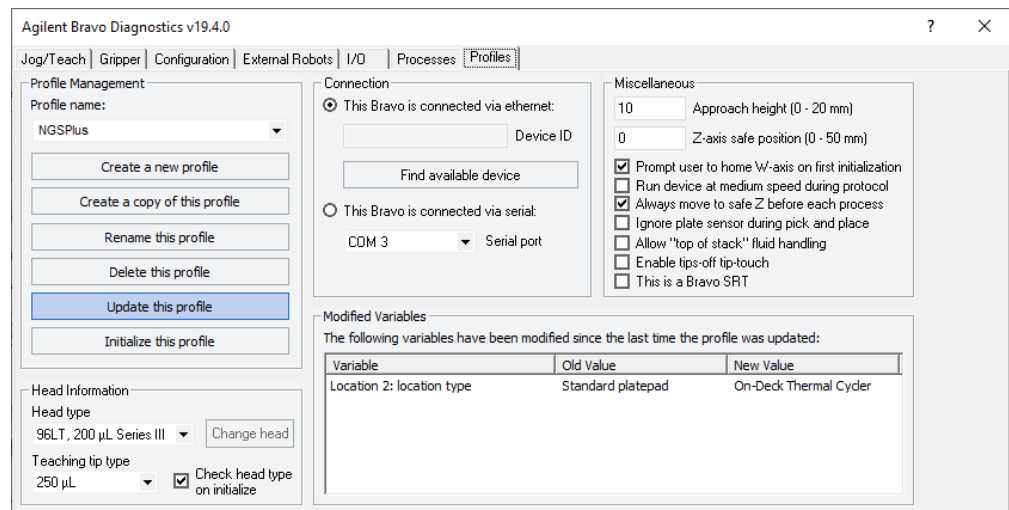 Agilent Bravo Diagnostics v19.4.0
?
Jog/Teach Gripper Configuration External Robots I/O Processes Profiles
Profile Management
Profile name:
NGSPlus
Create a new profile
Create a copy of this profile
Rename this profile
Delete this profile
Update this profile
Initialize this profile
Head Information
Head type
96LT, 200 µL Series III
Change head
Teaching tip type
250 µL
Check head type
on initialize
Connection
This Bravo is connected via ethernet:
Device ID
Find available device
This Bravo is connected via serial:
COM 3
Serial port
Miscellaneous
10 Approach height (0 - 20 mm)
0 Z-axis safe position (0 - 50 mm)
Prompt user to home W-axis on first initialization
Run device at medium speed during protocol
Always move to safe Z before each process
Ignore plate sensor during pick and place
Allow "top of stack" fluid handling
Enable tips-off tip-touch
This is a Bravo SRT
Modified Variables
The following variables have been modified since the last time the profile was updated:
Variable Old Value New Value
Location 2: location type Standard platepad On-Deck Thermal Cycler